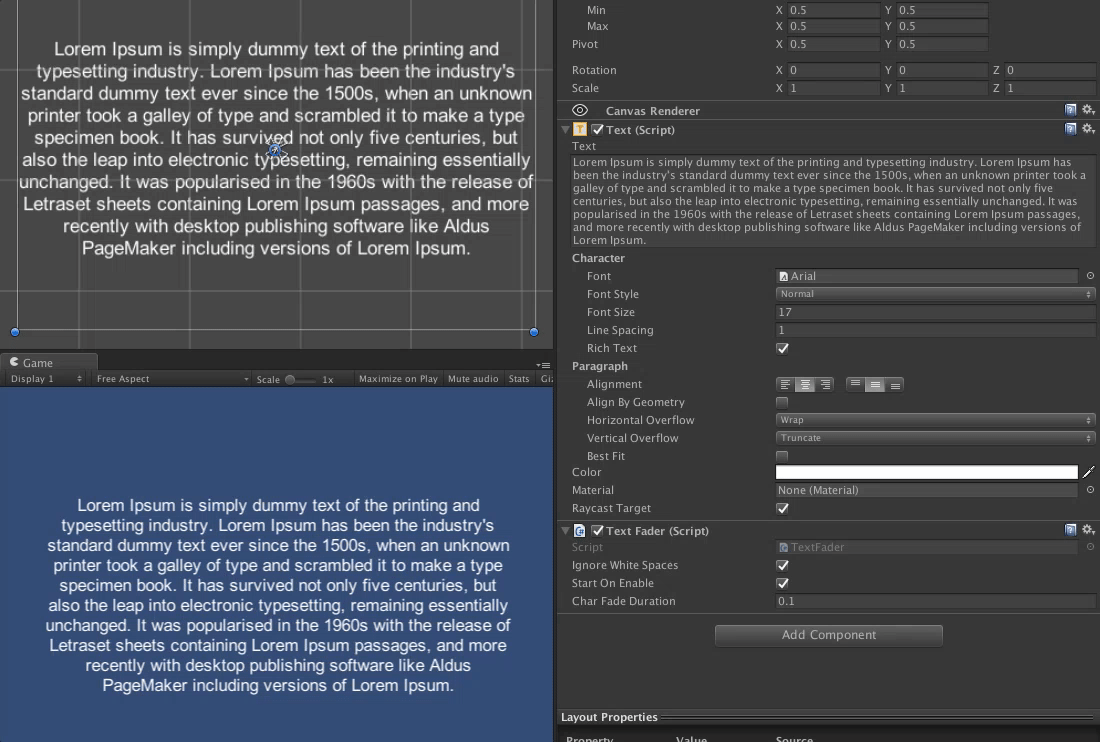 Lorem Ipsum is simply dummy text of the printing and
typesetting industry. Lorem Ipsum has been the industry's
standard dummy text ever since the 1500s, when an unknown
printer took a galley of type and scrambled it to make a type
specimen book. It has survived not only five centuries, but
also the leap into electronic typesetting, remaining essentially
unchanged. It was popularised in the 1960s with the release of
Letraset sheets containing Lorem Ipsum passages, and more
recently with desktop publishing software like Aldus
PageMaker including versions of Lorem Ipsum.
Game
Display 1 Free Aspect Scale 1x Maximize on Play Mute audio Stats Gi
Lorem Ipsum is simply dummy text of the printing and
typesetting industry. Lorem Ipsum has been the industry's
standard dummy text ever since the 1500s, when an unknown
printer took a galley of type and scrambled it to make a type
specimen book. It has survived not only five centuries, but
also the leap into electronic typesetting, remaining essentially
unchanged. It was popularised in the 1960s with the release of
Letraset sheets containing Lorem Ipsum passages, and more
recently with desktop publishing software like Aldus
PageMaker including versions of Lorem Ipsum.
Min X 0.5 Y 0.5
Max X 0.5 Y 0.5
Pivot X 0.5 Y 0.5
Rotation X 0 Y 0 Z 0
Scale X 1 Y 1 Z 1
Canvas Renderer
Text (Script)
Text
Lorem Ipsum is simply dummy text of the printing and typesetting industry. Lorem Ipsum has
been the industry's standard dummy text ever since the 1500s, when an unknown printer took a
galley of type and scrambled it to make a type specimen book. It has survived not only five
centuries, but also the leap into electronic typesetting, remaining essentially unchanged. It was
popularised in the 1960s with the release of Letraset sheets containing Lorem Ipsum passages,
and more recently with desktop publishing software like Aldus PageMaker including versions of
Lorem Ipsum.
Character
Font Arial
Font Style Normal
Font Size 17
Line Spacing 1
Rich Text
Paragraph
Alignment
Align By Geometry
Horizontal Overflow Wrap
Vertical Overflow Truncate
Best Fit
Color
Material None (Material)
Raycast Target
Text Fader (Script)
Script TextFader
Ignore White Spaces
Start On Enable
Char Fade Duration 0.1
Add Component
Layout Properties
Property Value Source